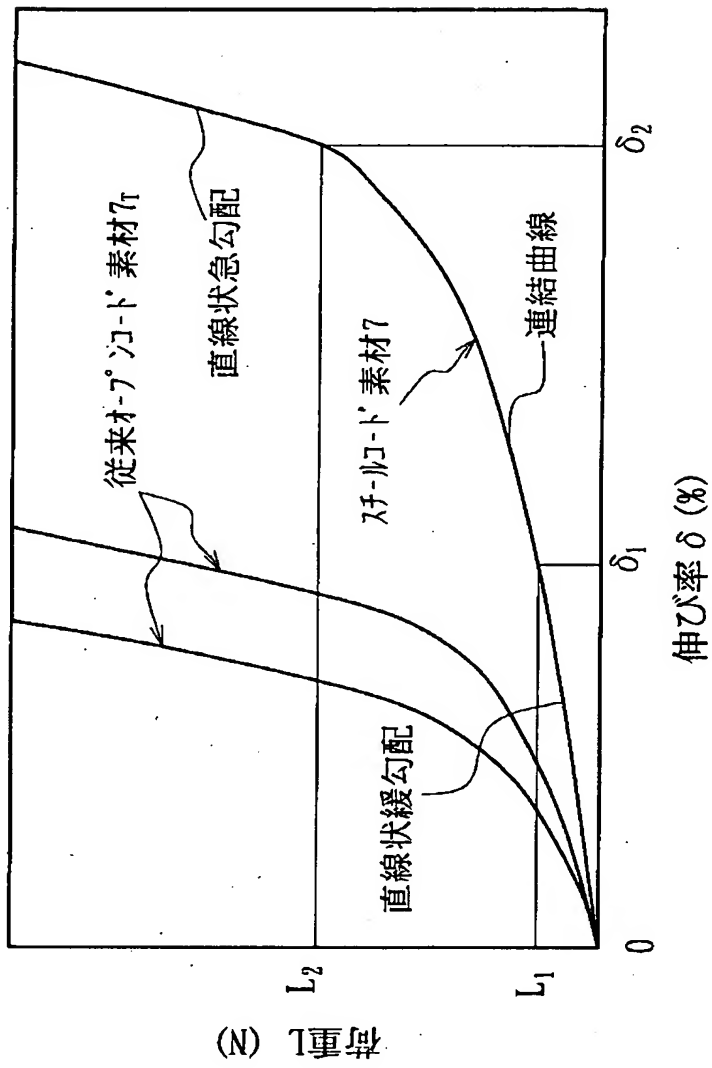 荷重L (N)
L₂
L₁
従来ｵｰﾌﾟﾝｺｰﾄﾞ素材7T
直線状急勾配
ｽﾁｰﾙｺｰﾄﾞ素材7
直線状緩勾配
連結曲線
0
δ₁
δ₂
伸び率 δ (%)